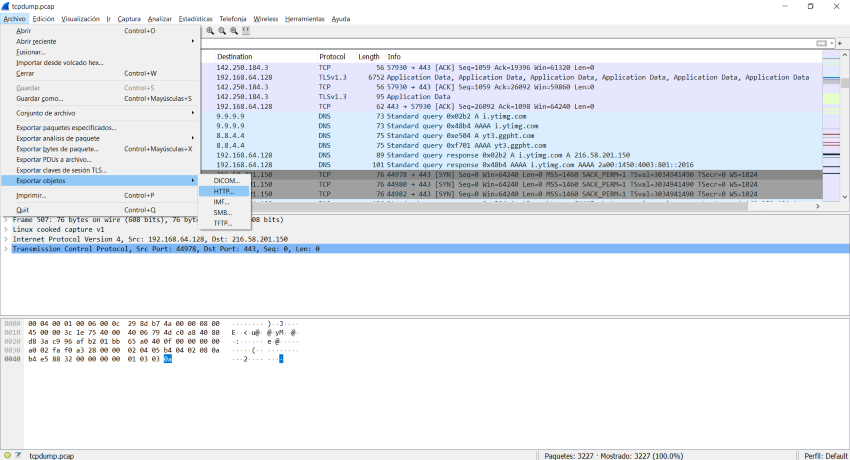 tcpdump.pcap
Archivo Edición Visualización Ir Captura Analizar Estadísticas Telefonja Wireless Herramientas Ayuda
Abrir Control+O
Abrir reciente
Fusionar...
Importar desde volcado hex...
Cerrar Control+W
Guardar Control+S
Guardar como... Control+Mayúsculas+S
Conjunto de archivo
Exportar paquetes especificados...
Exportar análisis de paquete
Exportar bytes de paquete... Control+Mayúsculas+X
Exportar PDUs a archivo...
Exportar claves de sesión TLS...
Exportar objetos
Imprimir... Control+P
Quit Control+Q
DICOM...
HTTP...
IMF...
SMB...
TFTP...
Destination Protocol Length Info
142.250.184.3 TCP 56 57930 → 443 [ACK] Seq=1059 Ack=19396 Win=61320 Len=0
192.168.64.128 TLSv1.3 6752 Application Data, Application Data, Application Data, Application Data, Application Data, Application Data
142.250.184.3 TCP 56 57930 → 443 [ACK] Seq=1059 Ack=26092 Win=59860 Len=0
142.250.184.3 TLSv1.3 95 Application Data
192.168.64.128 TCP 62 443 → 57930 [ACK] Seq=26092 Ack=1098 Win=64240 Len=0
9.9.9.9 DNS 73 Standard query 0x02b2 A i.ytimg.com
9.9.9.9 DNS 73 Standard query 0x48b4 AAAA i.ytimg.com
8.8.4.4 DNS 75 Standard query 0xe504 A yt3.ggpht.com
8.8.4.4 DNS 75 Standard query 0xf701 AAAA yt3.ggpht.com
192.168.64.128 DNS 89 Standard query response 0x02b2 A i.ytimg.com A 216.58.201.150
192.168.64.128 DNS 101 Standard query response 0x48b4 AAAA i.ytimg.com AAAA 2a00:1450:4003:801::2016
216.58.201.150 TCP 76 44978 → 443 [SYN] Seq=0 Win=64240 Len=0 MSS=1460 SACK_PERM=1 TSval=3034941490 TSecr=0 WS=1024
TCP 76 44980 → 443 [SYN] Seq=0 Win=64240 Len=0 MSS=1460 SACK_PERM=1 TSval=3034941490 TSecr=0 WS=1024
TCP 76 44982 → 443 [SYN] Seq=0 Win=64240 Len=0 MSS=1460 SACK_PERM=1 TSval=3034941490 TSecr=0 WS=1024
Frame 507: 76 bytes on wire (608 bits), 76 byt 08 bits)
Linux cooked capture v1
Internet Protocol Version 4, Src: 192.168.64.128, Dst: 216.58.201.150
Transmission Control Protocol, Src Port: 44978, Dst Port: 443, Seq: 0, Len: 0
0000 00 04 00 01 00 06 00 0c 29 8d b7 4a 00 00 08 00 ········ )··J····
0010 45 00 00 3c 1e 75 40 00 40 06 79 4d c0 a8 40 80 E··<·u@· @·yM··@·
0020 d8 3a c9 96 af b2 01 bb 65 a0 40 0f 00 00 00 00 ·:······ e·@·····
0030 a0 02 fa f0 a3 28 00 00 02 04 05 b4 04 02 08 0a ·····(·· ········
0040 b4 e5 88 32 00 00 00 00 01 03 03 0a ···2···· ····
tcpdump.pcap Paquetes: 3227 · Mostrado: 3227 (100.0%) Perfil: Default